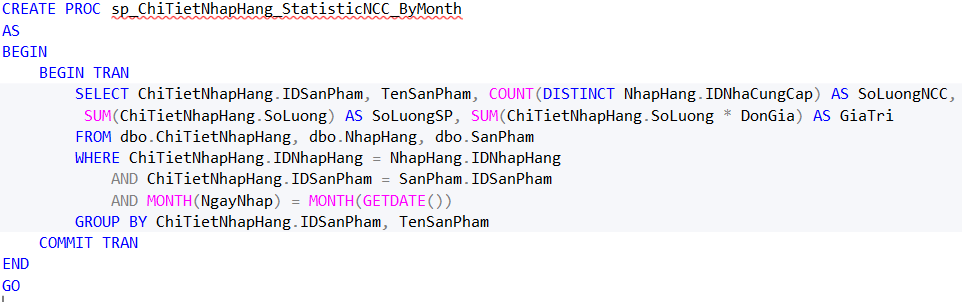 CREATE PROC sp_ChiTietNhapHang_StatisticNCC_ByMonth
AS
BEGIN
    BEGIN TRAN
        SELECT ChiTietNhapHang.IDSanPham, TenSanPham, COUNT(DISTINCT NhapHang.IDNhaCungCap) AS SoLuongNCC,
         SUM(ChiTietNhapHang.SoLuong) AS SoLuongSP, SUM(ChiTietNhapHang.SoLuong * DonGia) AS GiaTri
        FROM dbo.ChiTietNhapHang, dbo.NhapHang, dbo.SanPham
        WHERE ChiTietNhapHang.IDNhapHang = NhapHang.IDNhapHang
            AND ChiTietNhapHang.IDSanPham = SanPham.IDSanPham
            AND MONTH(NgayNhap) = MONTH(GETDATE())
        GROUP BY ChiTietNhapHang.IDSanPham, TenSanPham
    COMMIT TRAN
END
GO